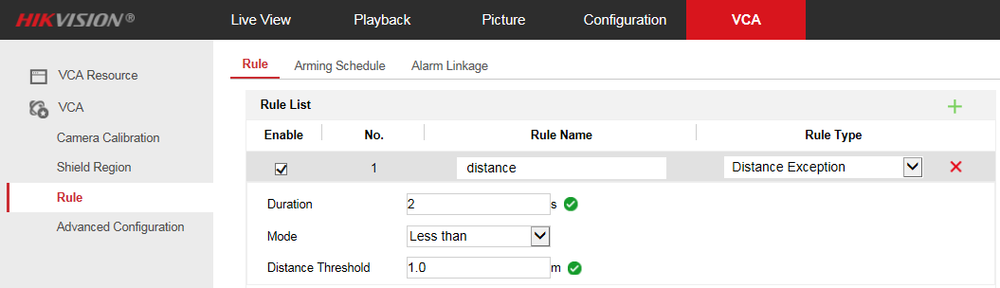 HIKVISION® Live View Playback Picture Configuration VCA
VCA Resource
VCA
Camera Calibration
Shield Region
Rule
Advanced Configuration
Rule Arming Schedule Alarm Linkage
Rule List
Enable No. Rule Name Rule Type
1 distance Distance Exception
Duration 2 s
Mode Less than
Distance Threshold 1.0 m